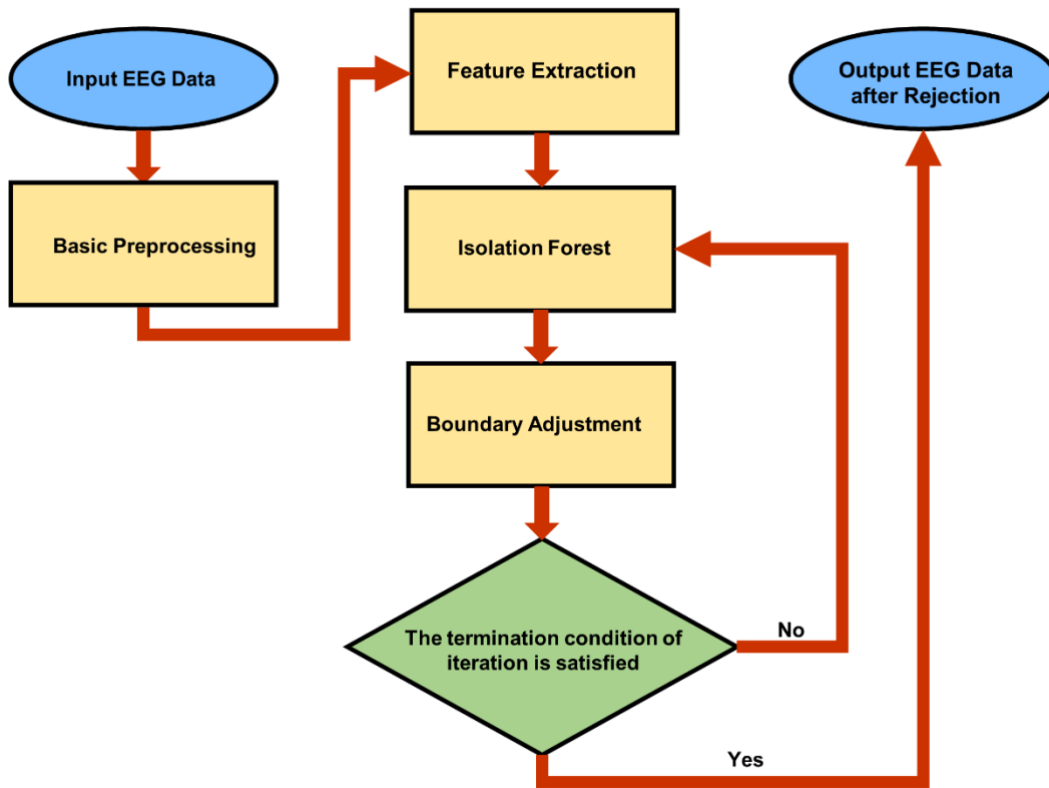 Input EEG Data
Basic Preprocessing
Feature Extraction
Isolation Forest
Boundary Adjustment
The termination condition of
iteration is satisfied
No
Yes
Output EEG Data
after Rejection